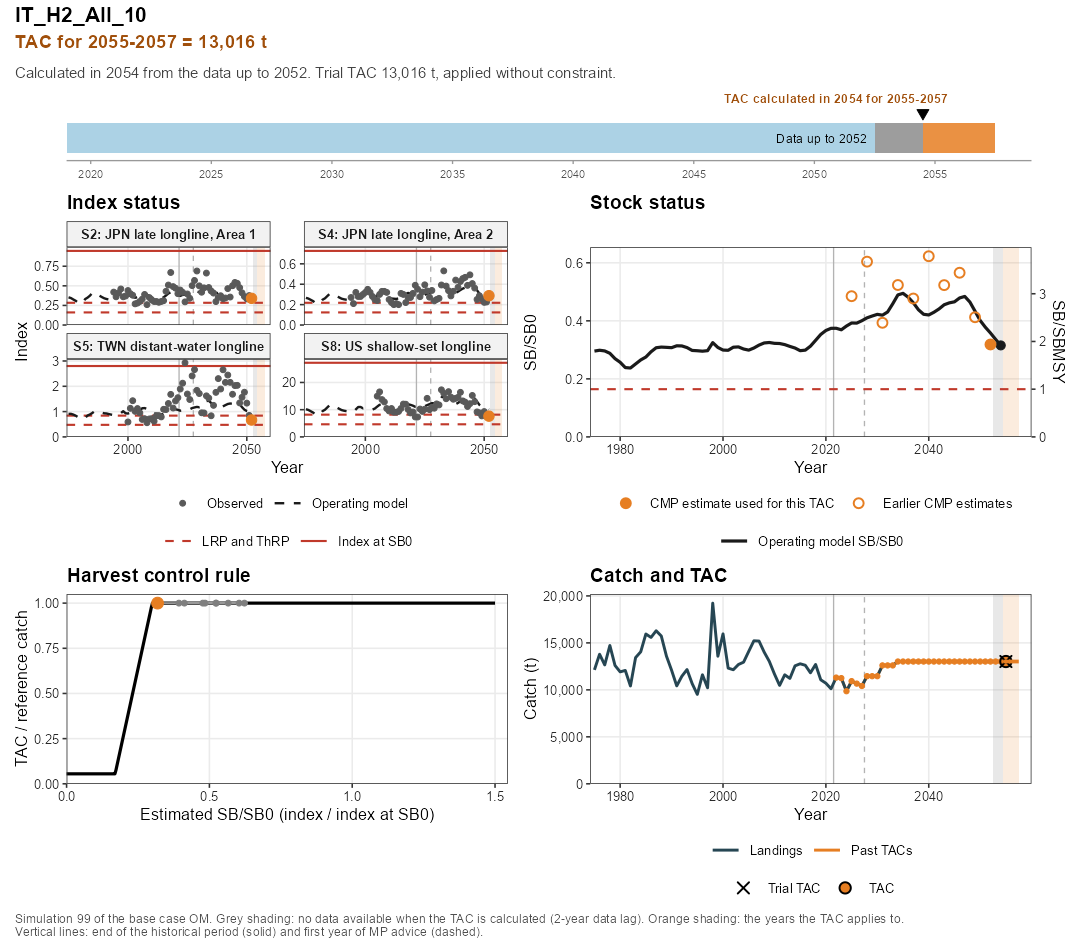 IT_H2_All_10
TAC for 2055-2057 = 13,016 t
Calculated in 2054 from the data up to 2052. Trial TAC 13,016 t, applied without constraint.
TAC calculated in 2054 for 2055-2057
Data up to 2052
2020 2025 2030 2035 2040 2045 2050 2055
Index status
S2: JPN late longline, Area 1
0.75
0.50
0.25
0.00
S4: JPN late longline, Area 2
0.6
0.4
0.2
0.0
S5: TWN distant-water longline
3
2
1
0
S8: US shallow-set longline
20
10
0
2000 2050
2000 2050
Index
Year
Observed
Operating model
LRP and ThRP
Index at SB0
Stock status
SB/SB0
0.6
0.4
0.2
0.0
SB/SBMSY
3
2
1
0
1980 2000 2020 2040
Year
CMP estimate used for this TAC
Earlier CMP estimates
Operating model SB/SB0
Harvest control rule
TAC / reference catch
1.00
0.75
0.50
0.25
0.00
0.0 0.5 1.0 1.5
Estimated SB/SB0 (index / index at SB0)
Catch and TAC
Catch (t)
20,000
15,000
10,000
5,000
0
1980 2000 2020 2040
Year
Landings
Past TACs
Trial TAC
TAC
Simulation 99 of the base case OM. Grey shading: no data available when the TAC is calculated (2-year data lag). Orange shading: the years the TAC applies to.
Vertical lines: end of the historical period (solid) and first year of MP advice (dashed).